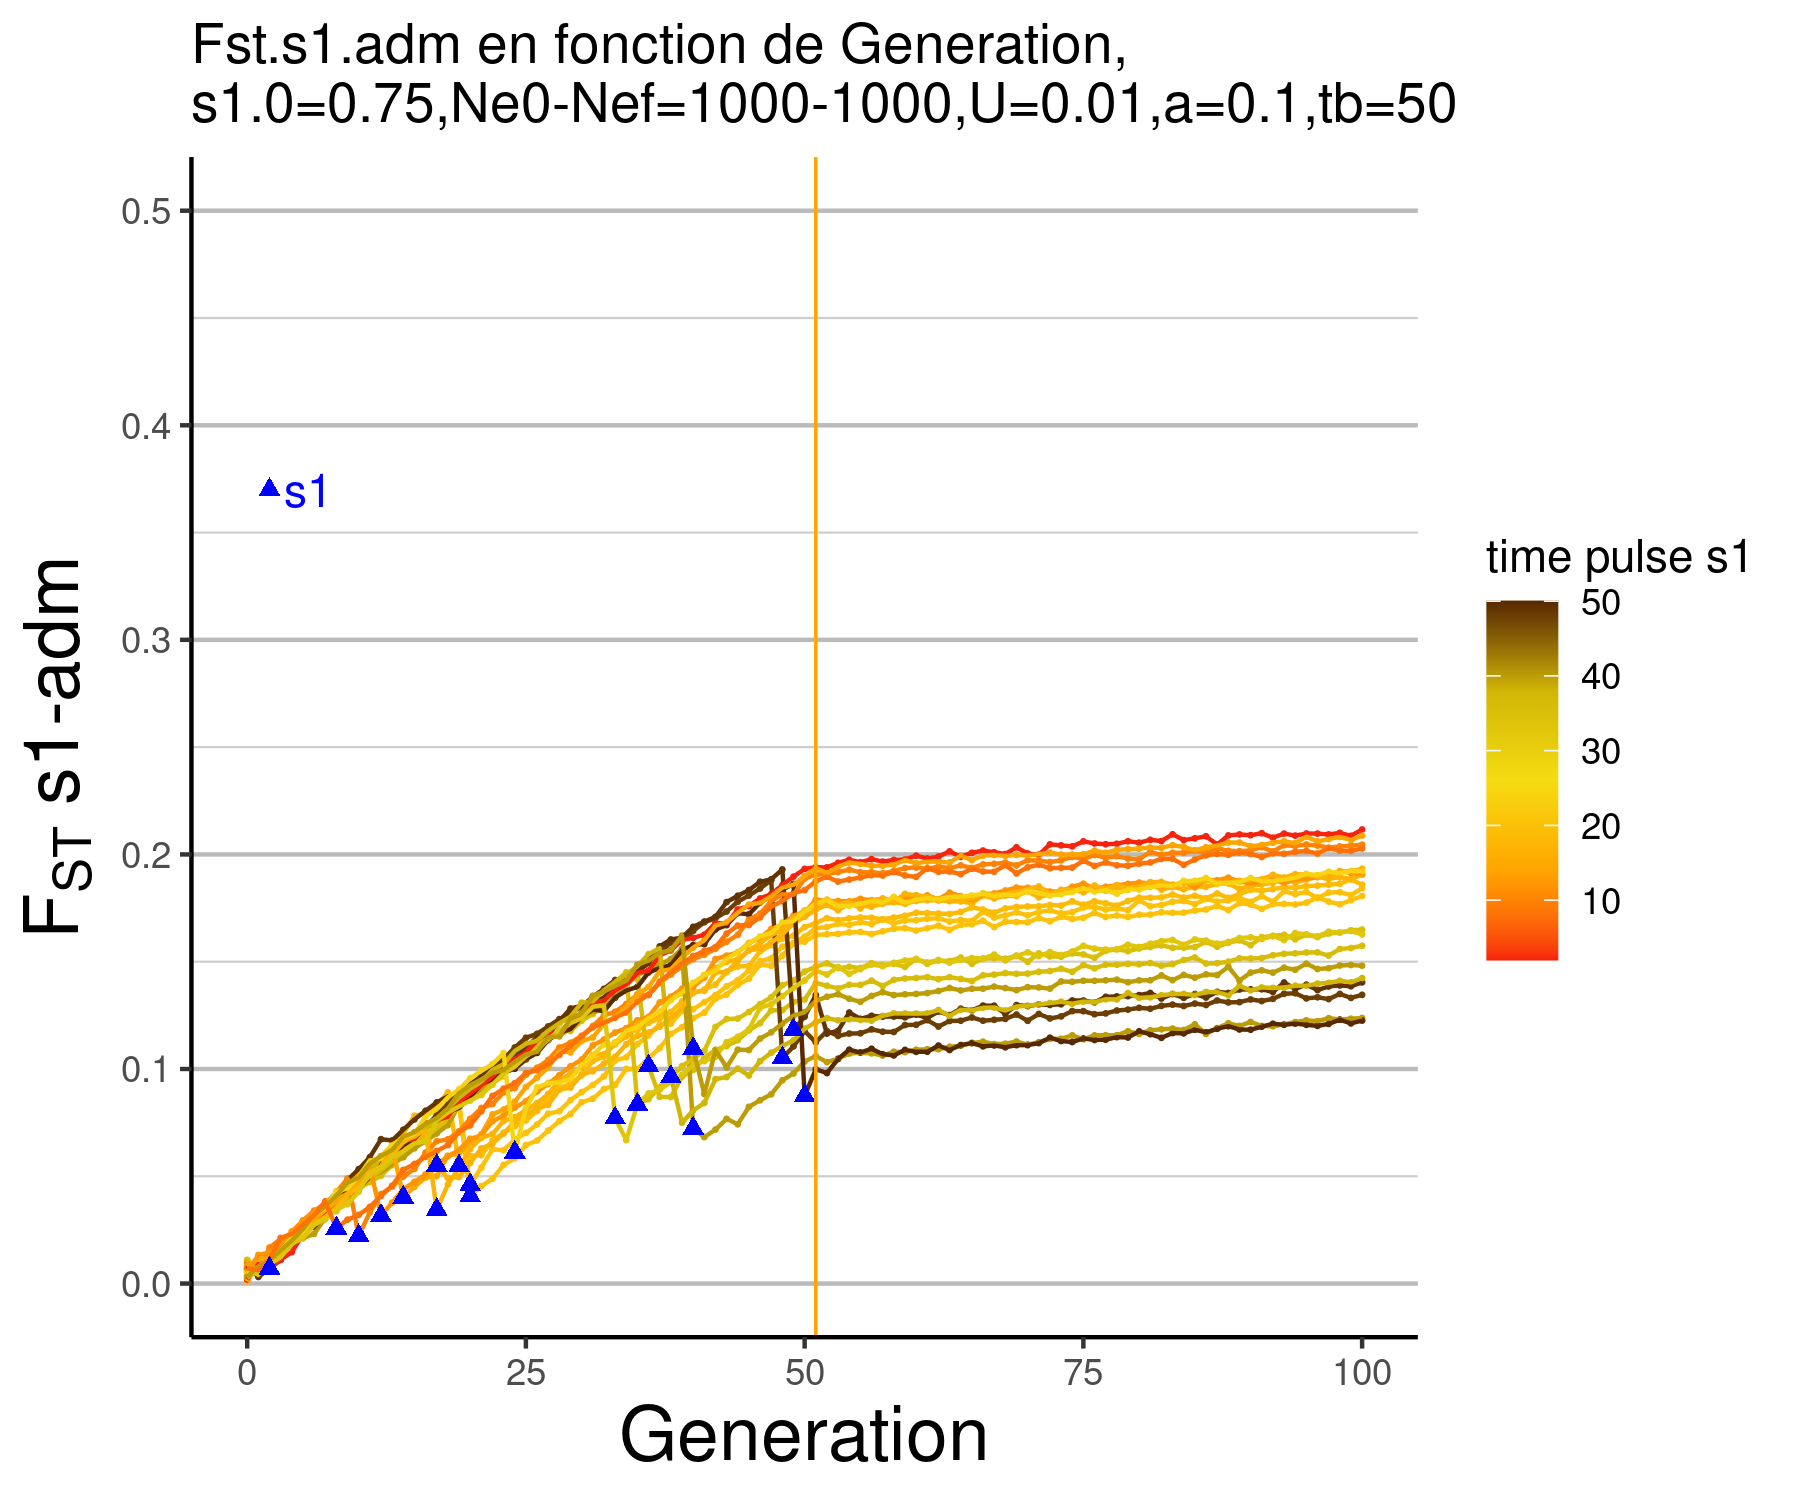 Fst.s1.adm en fonction de Generation,
s1.0=0.75,Ne0-Nef=1000-1000,U=0.01,a=0.1,tb=50
0.5
0.4
0.3
0.2
0.1
0.0
FST s1-adm
s1
0 25 50 75 100
Generation
time pulse s1
50
40
30
20
10